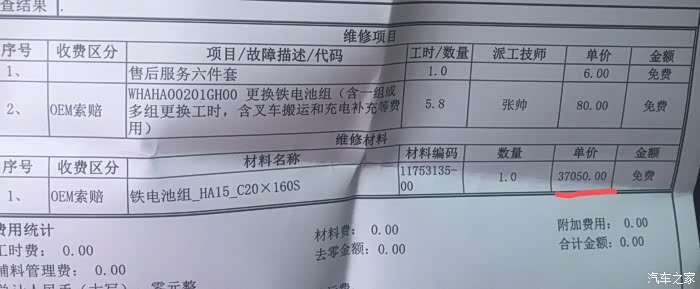 查结果 .
维修项目
序号 收费区分 项目/故障描述/代码 工时/数量 派工技师 单价 金额
1、 售后服务六件套 1.0 6.00 免费
2、 OEM索赔 WHAHA00201GH00 更换铁电池组（含一组或多组更换工时，含叉车搬运和充电补充等费用） 5.8 张帅 80.00 免费
维修材料
序号 收费区分 材料名称 材料编码 数量 单价 金额
1、 OEM索赔 铁电池组_HA15_C20×160S 11753135-00 1.0 37050.00 免费
费用统计
工时费: 0.00 材料费: 0.00 附加费用: 0.00
辅料管理费: 0.00 去零金额: 0.00 合计金额: 0.00
零元整
汽车之家